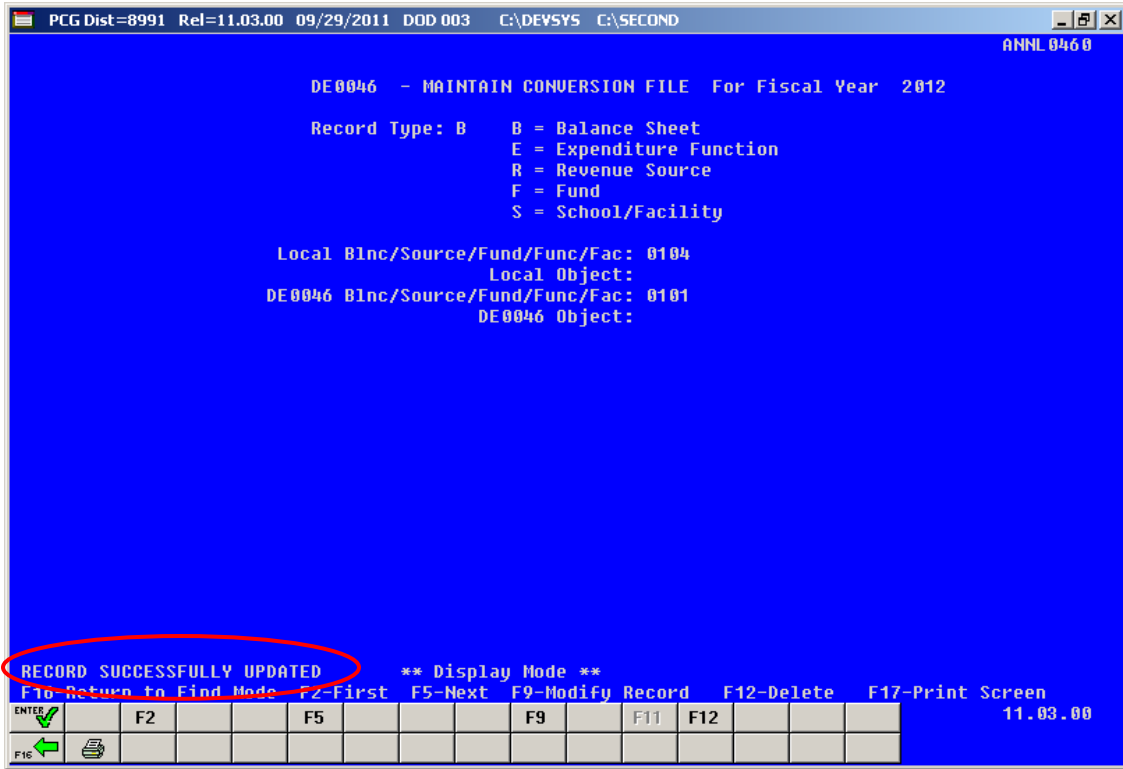 PCG Dist=8991 Rel=11.03.00 09/29/2011 DOD 003 C:\DEVSYS C:\SECOND
ANNL0460
DE0046 - MAINTAIN CONVERSION FILE For Fiscal Year 2012
Record Type: B B = Balance Sheet
E = Expenditure Function
R = Revenue Source
F = Fund
S = School/Facility
Local Blnc/Source/Fund/Func/Fac: 0104
Local Object:
DE0046 Blnc/Source/Fund/Func/Fac: 0101
DE0046 Object:
RECORD SUCCESSFULLY UPDATED ** Display Mode **
F16-Return to Find Mode F2-First F5-Next F9-Modify Record F12-Delete F17-Print Screen
ENTER F2 F5 F9 F11 F12 11.03.00
F16